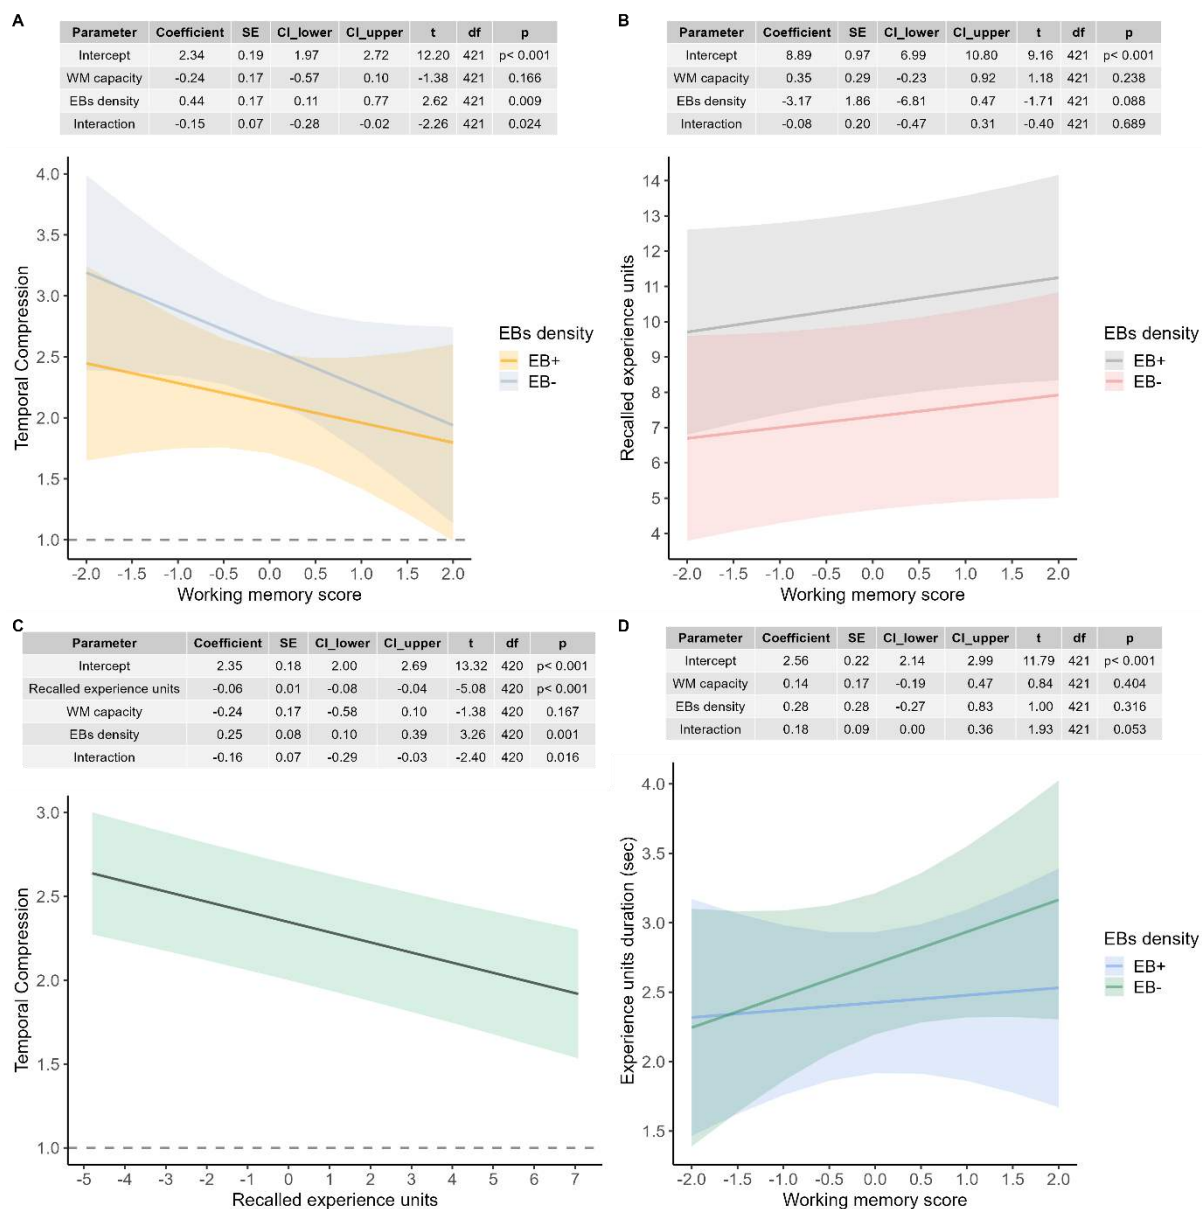 A
Parameter Coefficient SE CI_lower CI_upper t df p
Intercept 2.34 0.19 1.97 2.72 12.20 421 p< 0.001
WM capacity -0.24 0.17 -0.57 0.10 -1.38 421 0.166
EBs density 0.44 0.17 0.11 0.77 2.62 421 0.009
Interaction -0.15 0.07 -0.28 -0.02 -2.26 421 0.024
4.0
3.5
3.0
2.5
2.0
1.5
1.0
Temporal Compression
-2.0 -1.5 -1.0 -0.5 0.0 0.5 1.0 1.5 2.0
Working memory score
EBs density
EB+
EB-
B
Parameter Coefficient SE CI_lower CI_upper t df p
Intercept 8.89 0.97 6.99 10.80 9.16 421 p< 0.001
WM capacity 0.35 0.29 -0.23 0.92 1.18 421 0.238
EBs density -3.17 1.86 -6.81 0.47 -1.71 421 0.088
Interaction -0.08 0.20 -0.47 0.31 -0.40 421 0.689
14
13
12
11
10
9
8
7
6
5
4
Recalled experience units
-2.0 -1.5 -1.0 -0.5 0.0 0.5 1.0 1.5 2.0
Working memory score
EBs density
EB+
EB-
C
Parameter Coefficient SE CI_lower CI_upper t df p
Intercept 2.35 0.18 2.00 2.69 13.32 420 p< 0.001
Recalled experience units -0.06 0.01 -0.08 -0.04 -5.08 420 p< 0.001
WM capacity -0.24 0.17 -0.58 0.10 -1.38 420 0.167
EBs density 0.25 0.08 0.10 0.39 3.26 420 0.001
Interaction -0.16 0.07 -0.29 -0.03 -2.40 420 0.016
3.0
2.5
2.0
1.5
1.0
Temporal Compression
-5 -4 -3 -2 -1 0 1 2 3 4 5 6 7
Recalled experience units
D
Parameter Coefficient SE CI_lower CI_upper t df p
Intercept 2.56 0.22 2.14 2.99 11.79 421 p< 0.001
WM capacity 0.14 0.17 -0.19 0.47 0.84 421 0.404
EBs density 0.28 0.28 -0.27 0.83 1.00 421 0.316
Interaction 0.18 0.09 0.00 0.36 1.93 421 0.053
4.0
3.5
3.0
2.5
2.0
1.5
Experience units duration (sec)
-2.0 -1.5 -1.0 -0.5 0.0 0.5 1.0 1.5 2.0
Working memory score
EBs density
EB+
EB-